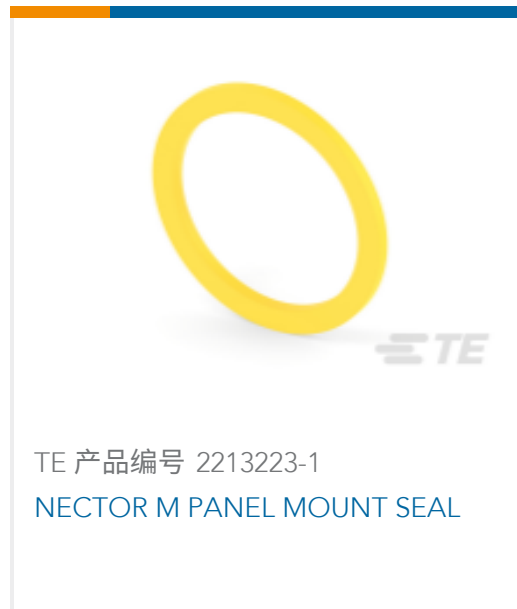 TE
TE 产品编号 2213223-1
NECTOR M PANEL MOUNT SEAL